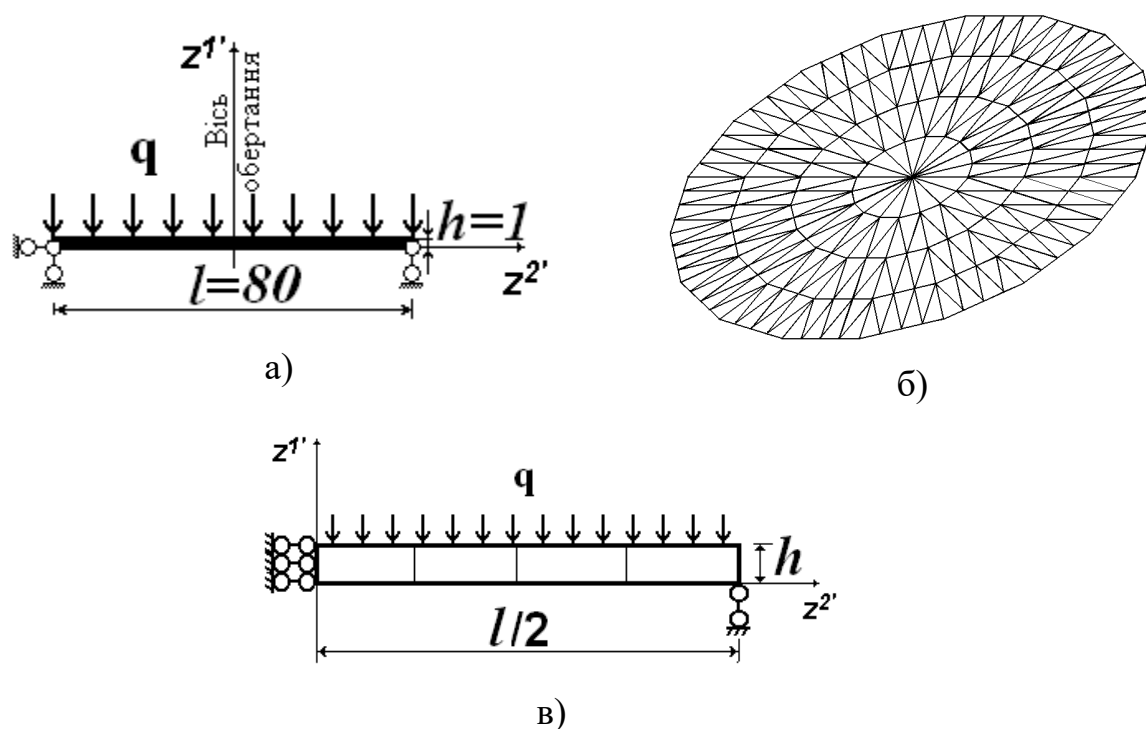 z1'
Вісь
обертання
q
h=1
z2'
l=80
а)
б)
z1'
q
h
z2'
l/2
в)